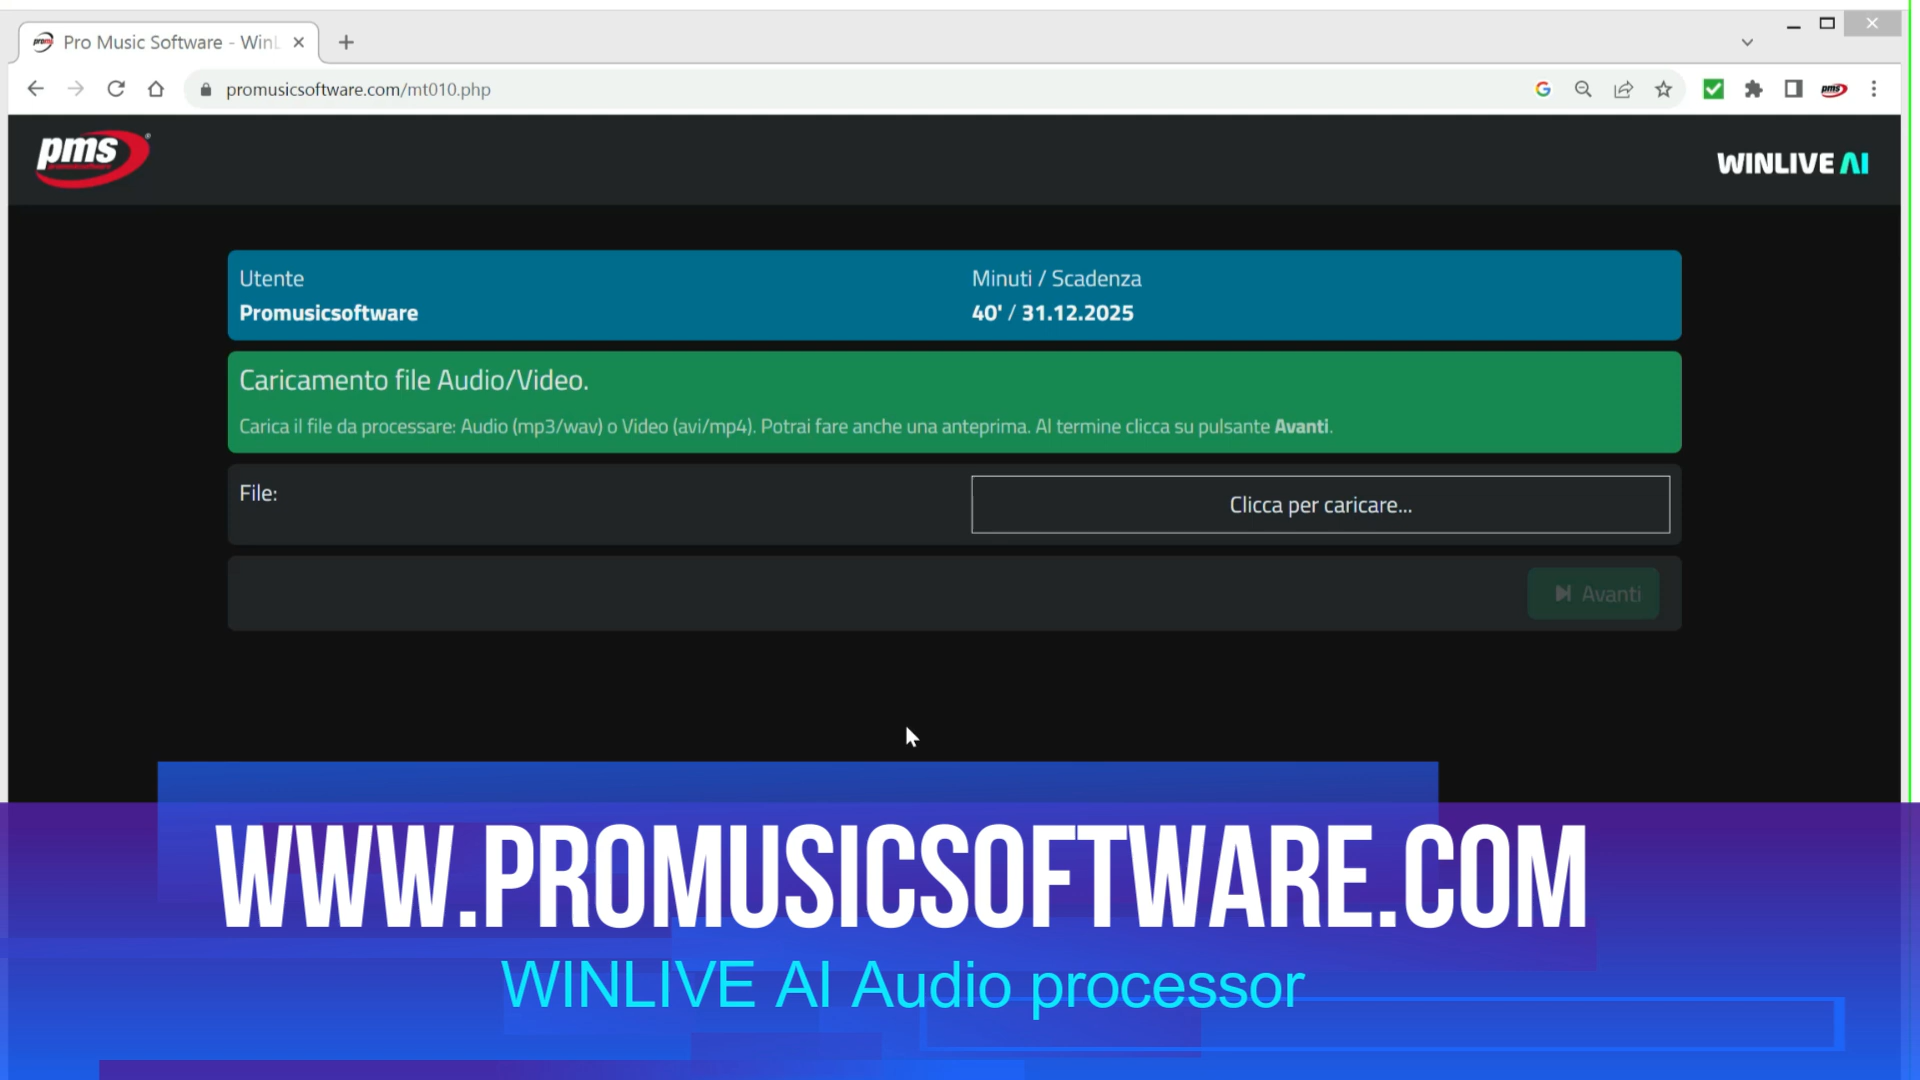 Pro Music Software - WinL
promusicsoftware.com/mt010.php
pms
WINLIVE AI
Utente
Minuti / Scadenza
Promusicsoftware
40' / 31.12.2025
Caricamento file Audio/Video.
Carica il file da processare: Audio (mp3/wav) o Video (avi/mp4). Potrai fare anche una anteprima. Al termine clicca su pulsante Avanti.
File:
Clicca per caricare...
Avanti
WWW.PROMUSICSOFTWARE.COM
WINLIVE AI Audio processor